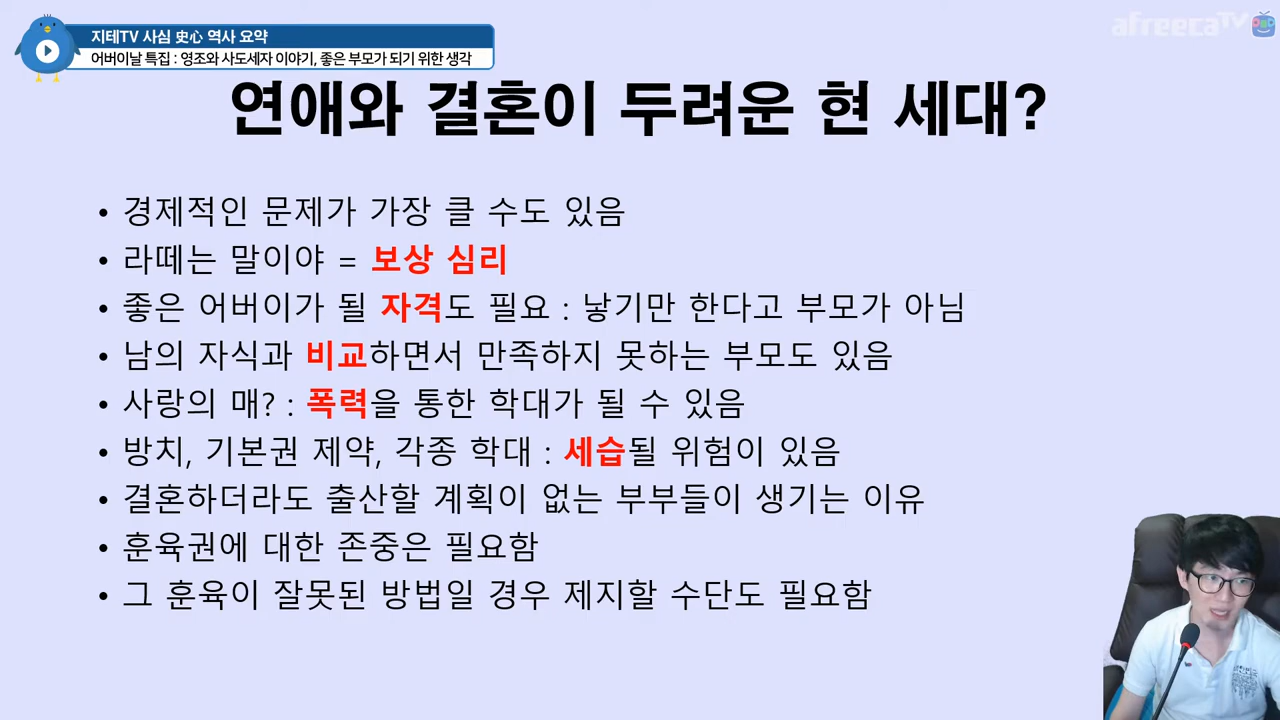 지테TV 사심 史心 역사 요약
afreecaTV
어버이날 특집 : 영조와 사도세자 이야기, 좋은 부모가 되기 위한 생각
연애와 결혼이 두려운 현 세대?
• 경제적인 문제가 가장 클 수도 있음
• 라떼는 말이야 = 보상 심리
• 좋은 어버이가 될 자격도 필요 : 낳기만 한다고 부모가 아님
• 남의 자식과 비교하면서 만족하지 못하는 부모도 있음
• 사랑의 매? : 폭력을 통한 학대가 될 수 있음
• 방치, 기본권 제약, 각종 학대 : 세습될 위험이 있음
• 결혼하더라도 출산할 계획이 없는 부부들이 생기는 이유
• 훈육권에 대한 존중은 필요함
• 그 훈육이 잘못된 방법일 경우 제지할 수단도 필요함